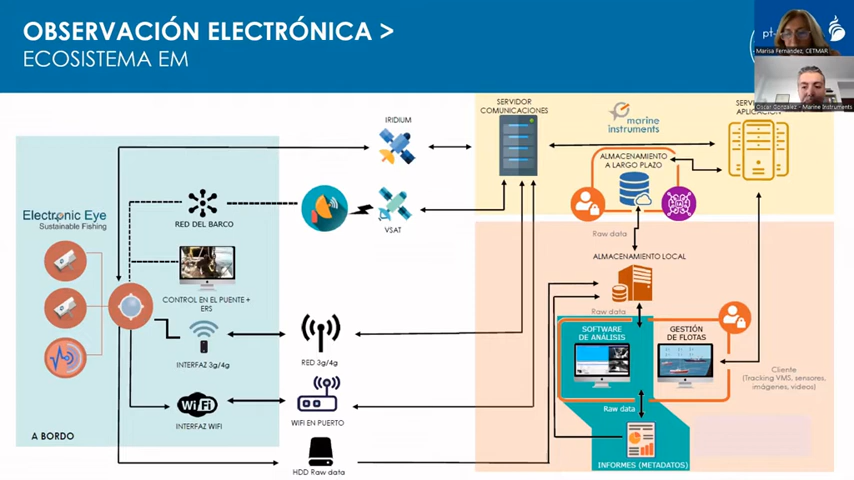 OBSERVACIÓN ELECTRÓNICA >
ECOSISTEMA EM
Marisa Fernández, CETMAR
Oscar González - Marine Instruments
IRIDIUM
SERVIDOR
COMUNICACIONES
marine
instruments
ALMACENAMIENTO
A LARGO PLAZO
Electronic Eye
Sustainable Fishing
RED DEL BARCO
VSAT
Raw data
ALMACENAMIENTO LOCAL
CONTROL EN EL PUENTE +
ERS
Raw data
SOFTWARE
DE ANÁLISIS
GESTIÓN
DE FLOTAS
INTERFAZ 3g/4g
RED 3g/4g
Cliente
(Tracking VMS, sensores,
imágenes, videos)
Raw data
WiFi
INTERFAZ WIFI
WIFI EN PUERTO
A BORDO
HDD Raw data
INFORMES (METADATOS)